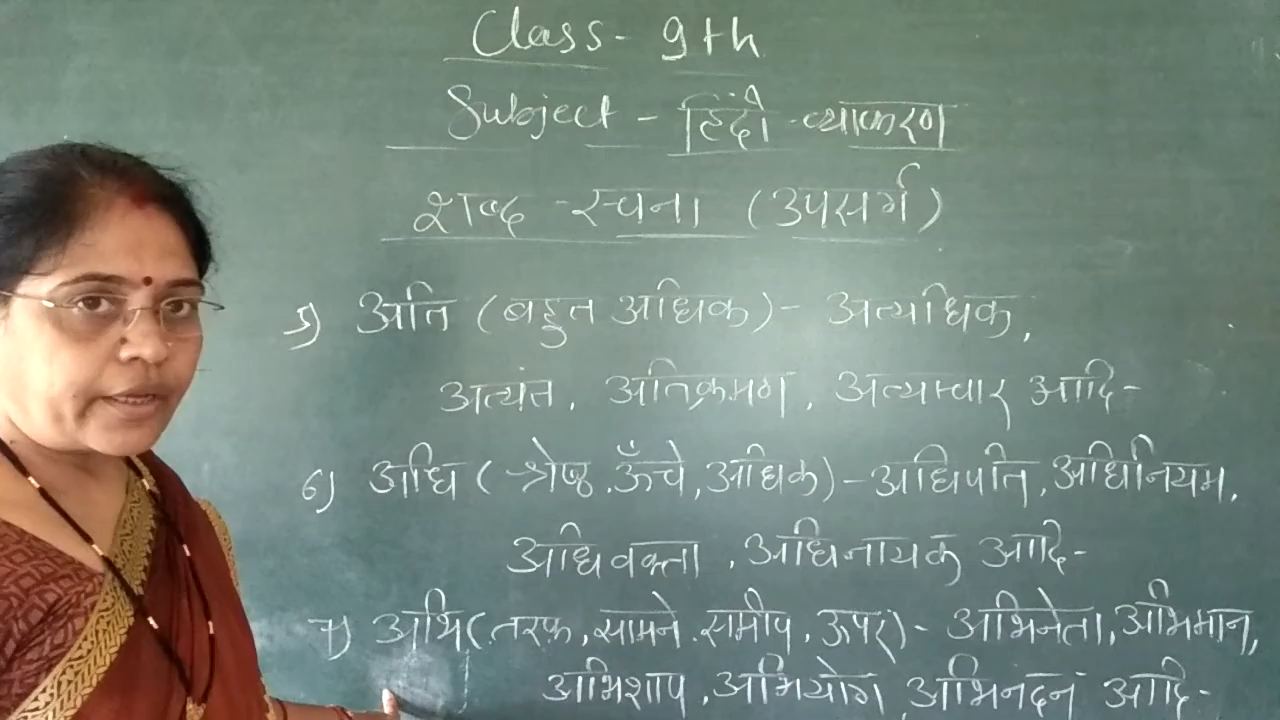 Class - 9th
Subject - हिंदी व्याकरण
शब्द - रचना (उपसर्ग)
5) अति (बहुत अधिक) - अत्यधिक,
अत्यंत, अतिक्रमण, अत्याचार आदि-
6) अधि (श्रेष्ठ, ऊँचे, अधिक) - अधिपति, अधिनियम,
अधिवक्ता, अधिनायक आदि-
7) अभि (तरफ, सामने, समीप, ऊपर) - अभिनेता, अभिमान,
अभिशाप, अभियोग, अभिनदन आदि-